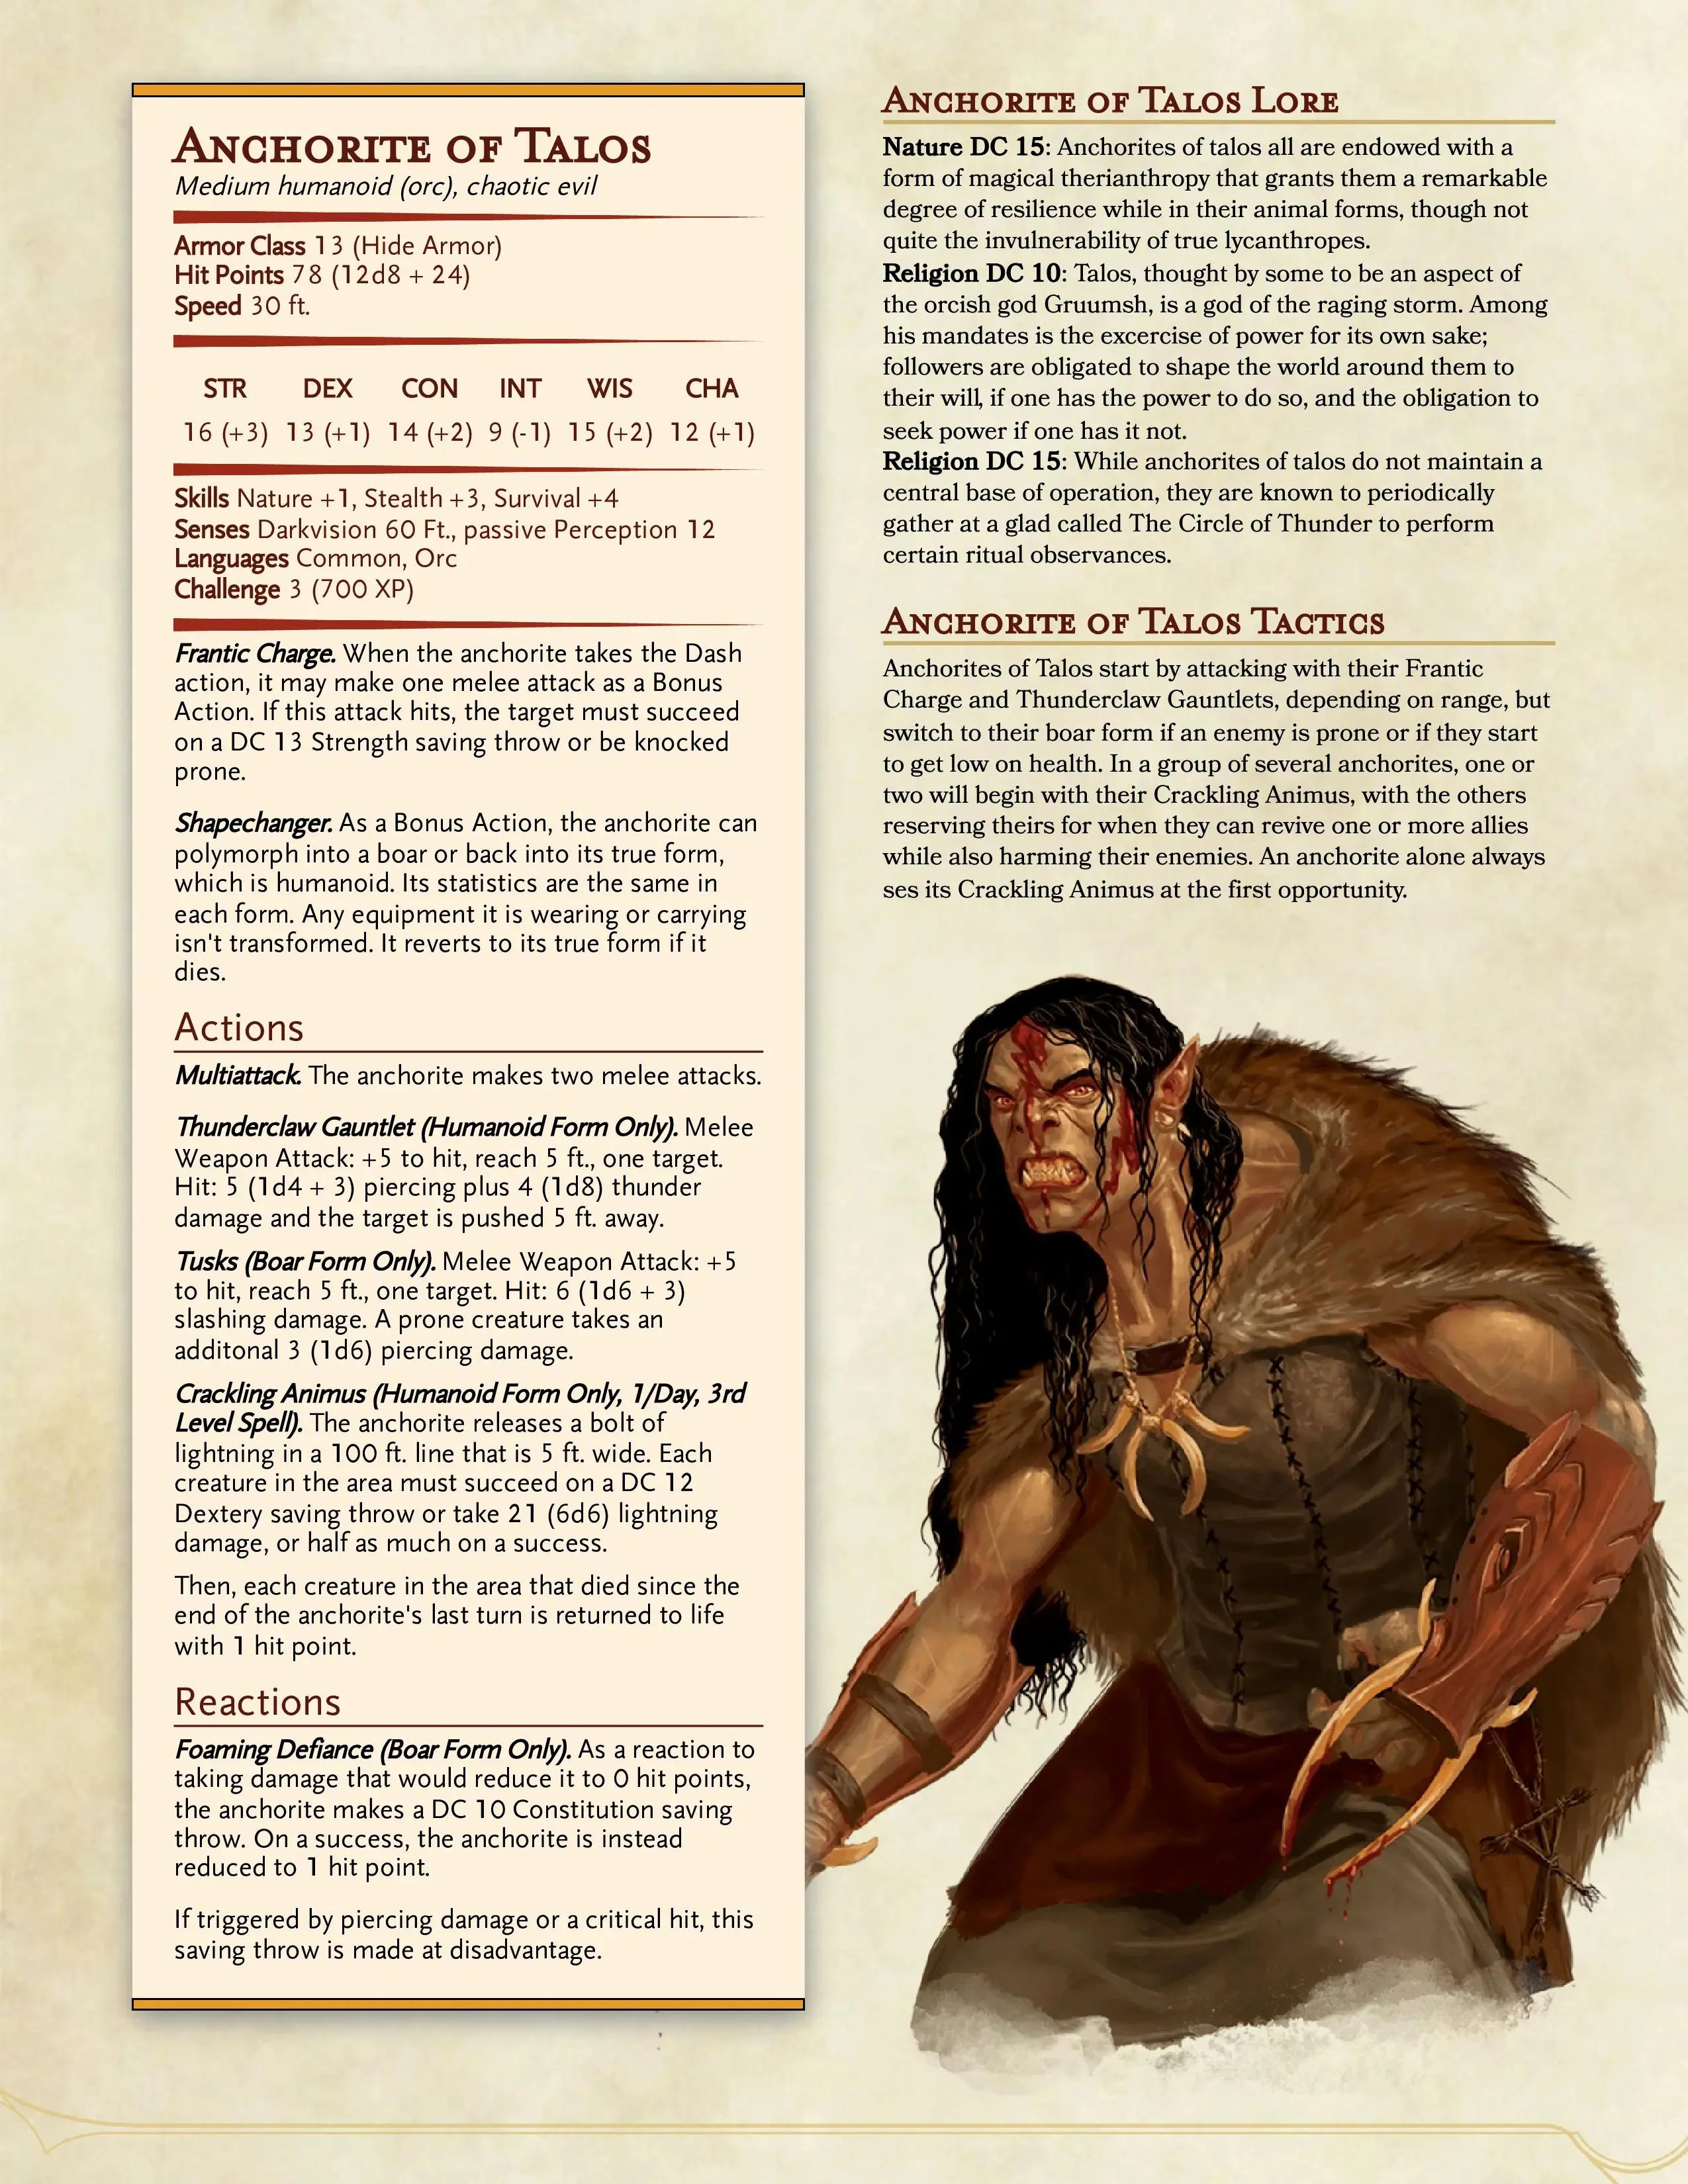 Anchorite of Talos
Medium humanoid (orc), chaotic evil
Armor Class 13 (Hide Armor)
Hit Points 78 (12d8 + 24)
Speed 30 ft.
STR DEX CON INT WIS CHA
16 (+3) 13 (+1) 14 (+2) 9 (-1) 15 (+2) 12 (+1)
Skills Nature +1, Stealth +3, Survival +4
Senses Darkvision 60 Ft., passive Perception 12
Languages Common, Orc
Challenge 3 (700 XP)
Frantic Charge. When the anchorite takes the Dash
action, it may make one melee attack as a Bonus
Action. If this attack hits, the target must succeed
on a DC 13 Strength saving throw or be knocked
prone.
Shapechanger. As a Bonus Action, the anchorite can
polymorph into a boar or back into its true form,
which is humanoid. Its statistics are the same in
each form. Any equipment it is wearing or carrying
isn't transformed. It reverts to its true form if it
dies.
Actions
Multiattack. The anchorite makes two melee attacks.
Thunderclaw Gauntlet (Humanoid Form Only). Melee
Weapon Attack: +5 to hit, reach 5 ft., one target.
Hit: 5 (1d4 + 3) piercing plus 4 (1d8) thunder
damage and the target is pushed 5 ft. away.
Tusks (Boar Form Only). Melee Weapon Attack: +5
to hit, reach 5 ft., one target. Hit: 6 (1d6 + 3)
slashing damage. A prone creature takes an
additonal 3 (1d6) piercing damage.
Crackling Animus (Humanoid Form Only, 1/Day, 3rd
Level Spell). The anchorite releases a bolt of
lightning in a 100 ft. line that is 5 ft. wide. Each
creature in the area must succeed on a DC 12
Dextery saving throw or take 21 (6d6) lightning
damage, or half as much on a success.
Then, each creature in the area that died since the
end of the anchorite's last turn is returned to life
with 1 hit point.
Reactions
Foaming Defiance (Boar Form Only). As a reaction to
taking damage that would reduce it to 0 hit points,
the anchorite makes a DC 10 Constitution saving
throw. On a success, the anchorite is instead
reduced to 1 hit point.
If triggered by piercing damage or a critical hit, this
saving throw is made at disadvantage.
Anchorite of Talos Lore
Nature DC 15: Anchorites of talos all are endowed with a
form of magical therianthropy that grants them a remarkable
degree of resilience while in their animal forms, though not
quite the invulnerability of true lycanthropes.
Religion DC 10: Talos, thought by some to be an aspect of
the orcish god Gruumsh, is a god of the raging storm. Among
his mandates is the excercise of power for its own sake;
followers are obligated to shape the world around them to
their will, if one has the power to do so, and the obligation to
seek power if one has it not.
Religion DC 15: While anchorites of talos do not maintain a
central base of operation, they are known to periodically
gather at a glad called The Circle of Thunder to perform
certain ritual observances.
Anchorite of Talos Tactics
Anchorites of Talos start by attacking with their Frantic
Charge and Thunderclaw Gauntlets, depending on range, but
switch to their boar form if an enemy is prone or if they start
to get low on health. In a group of several anchorites, one or
two will begin with their Crackling Animus, with the others
reserving theirs for when they can revive one or more allies
while also harming their enemies. An anchorite alone always
ses its Crackling Animus at the first opportunity.